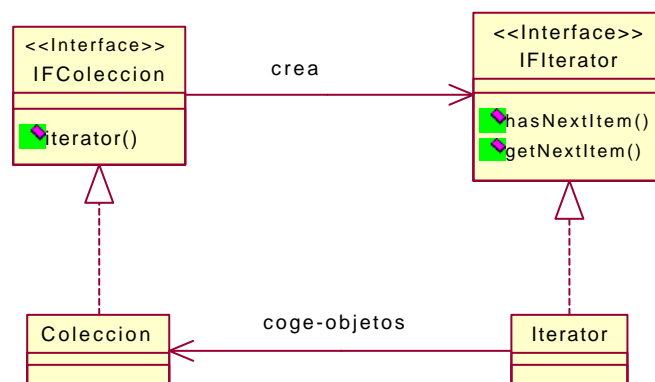 <<Interface>>
IFColeccion
iterator()
crea
<<Interface>>
IFIterator
hasNextItem()
getNextItem()
Coleccion
coge-objetos
Iterator